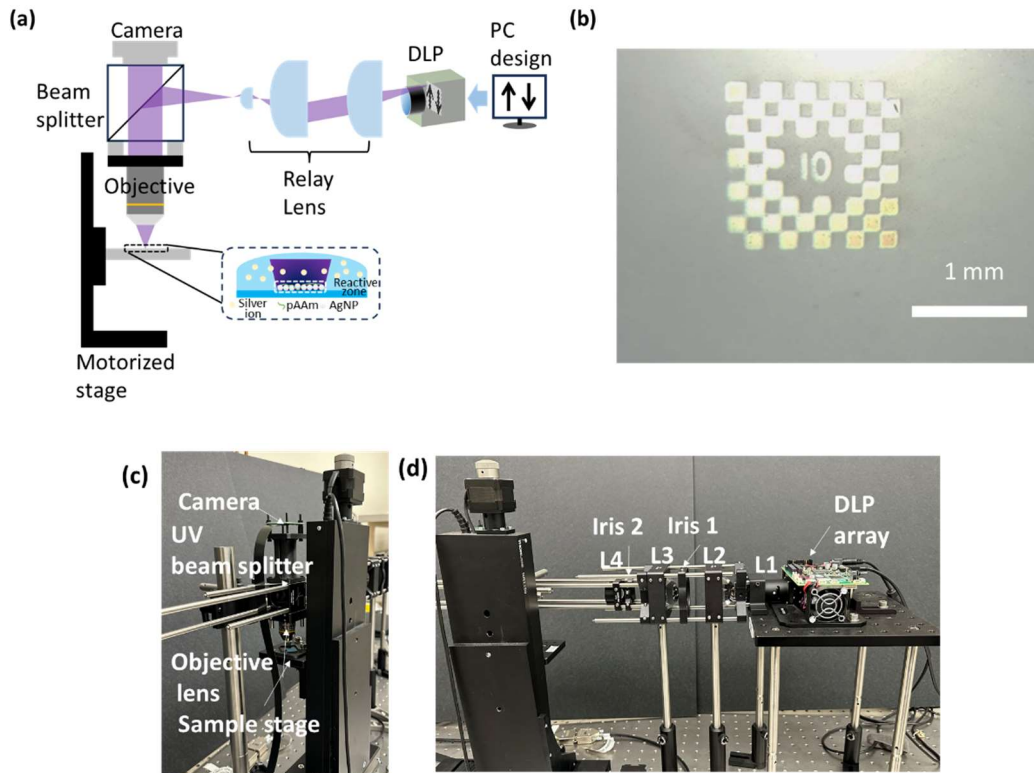 (a)
Camera
Beam
splitter
Objective
Motorized
stage
Relay
Lens
DLP
PC
design
Silver
ion
pAAm
AgNP
Reactive
zone
(b)
10
1 mm
(c)
Camera
UV
beam splitter
Objective
lens
Sample stage
(d)
Iris 2
Iris 1
L4
L3
L2
L1
DLP
array